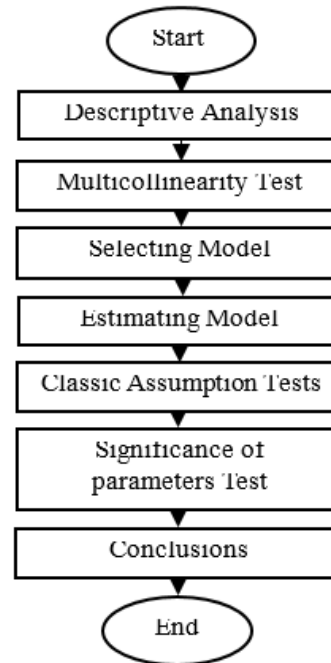 Start
Descriptive Analysis
Multicollinearity Test
Selecting Model
Estimating Model
Classic Assumption Tests
Significance of
parameters Test
Conclusions
End